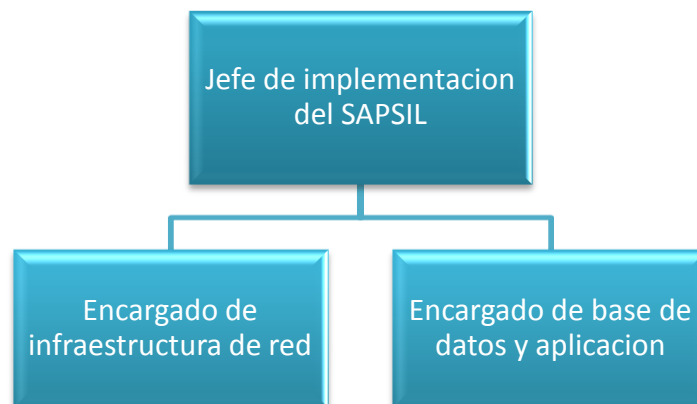 Jefe de implementacion
del SAPSIL
Encargado de
infraestructura de red
Encargado de base de
datos y aplicacion